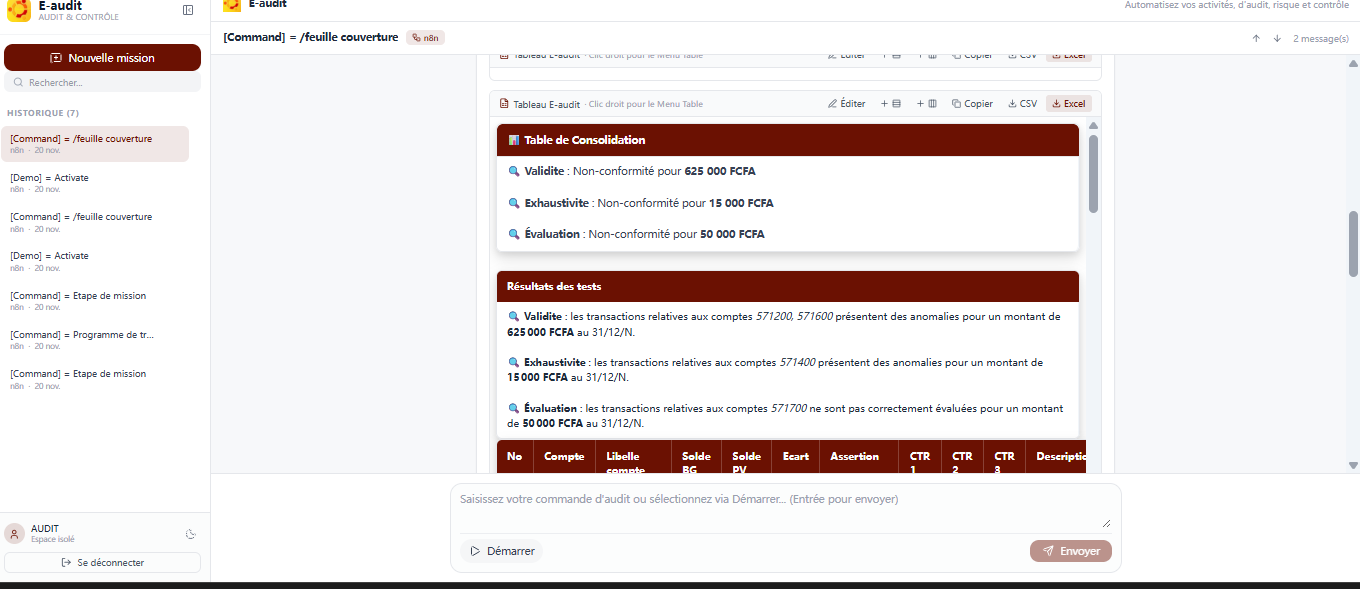 E-audit
AUDIT & CONTRÔLE
Nouvelle mission
Rechercher...
HISTORIQUE (7)
[Command] = /feuille couverture
n8n · 20 nov.
[Demo] = Activate
n8n · 20 nov.
[Command] = /feuille couverture
n8n · 20 nov.
[Demo] = Activate
n8n · 20 nov.
[Command] = Etape de mission
n8n · 20 nov.
[Command] = Programme de tr...
n8n · 20 nov.
[Command] = Etape de mission
n8n · 20 nov.
AUDIT
Espace isolé
Se déconnecter
E-audit
Automatisez vos activités, d'audit, risque et contrôle
[Command] = /feuille couverture n8n
2 message(s)
Tableau E-audit · Clic droit pour le Menu Table Éditer Copier CSV Excel
Tableau E-audit · Clic droit pour le Menu Table Éditer + + Copier CSV Excel
Table de Consolidation
Validite : Non-conformité pour 625 000 FCFA
Exhaustivite : Non-conformité pour 15 000 FCFA
Évaluation : Non-conformité pour 50 000 FCFA
Résultats des tests
Validite : les transactions relatives aux comptes 571200, 571600 présentent des anomalies pour un montant de
625 000 FCFA au 31/12/N.
Exhaustivite : les transactions relatives aux comptes 571400 présentent des anomalies pour un montant de
15 000 FCFA au 31/12/N.
Évaluation : les transactions relatives aux comptes 571700 ne sont pas correctement évaluées pour un montant
de 50 000 FCFA au 31/12/N.
No Compte Libelle compte Solde BG Solde PV Ecart Assertion CTR 1 CTR 2 CTR 3 Descriptio
Saisissez votre commande d'audit ou sélectionnez via Démarrer... (Entrée pour envoyer)
Démarrer
Envoyer